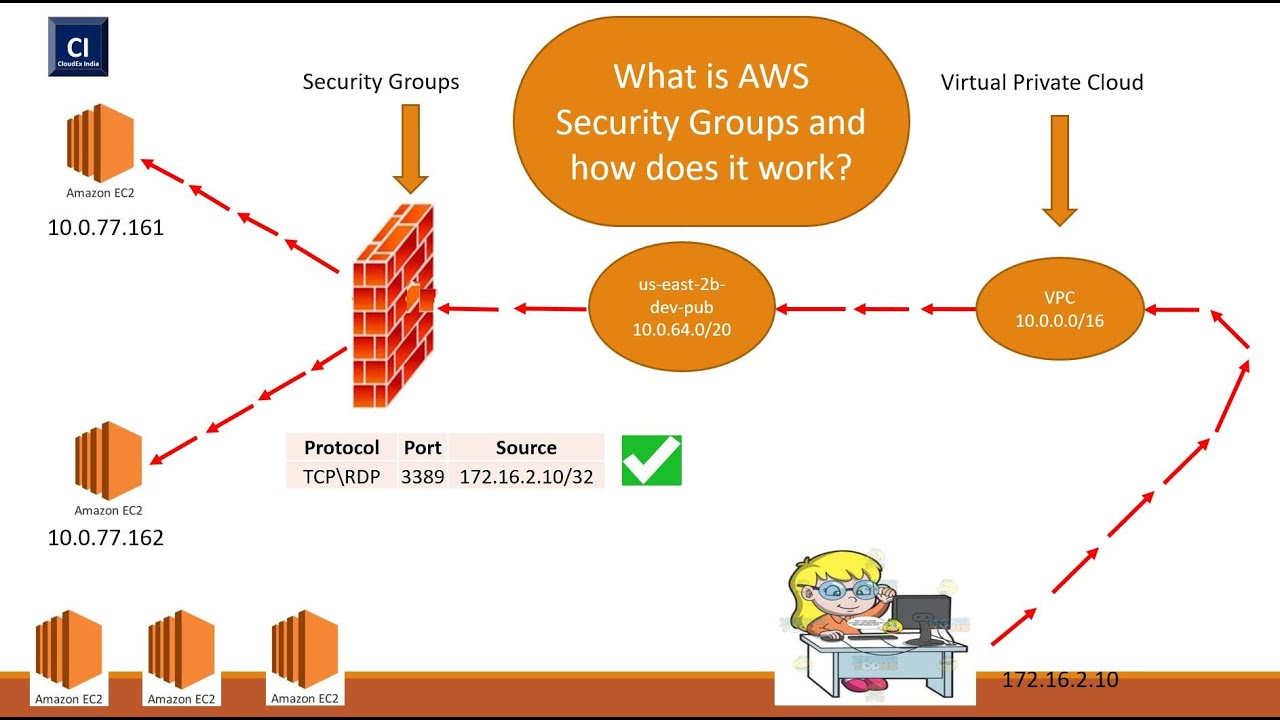 CI
CloudEx India
Security Groups
What is AWS
Security Groups and
how does it work?
Virtual Private Cloud
Amazon EC2
10.0.77.161
us-east-2b-
dev-pub
10.0.64.0/20
VPC
10.0.0.0/16
Protocol Port Source
TCP\RDP 3389 172.16.2.10/32
Amazon EC2
10.0.77.162
Amazon EC2
Amazon EC2
Amazon EC2
172.16.2.10